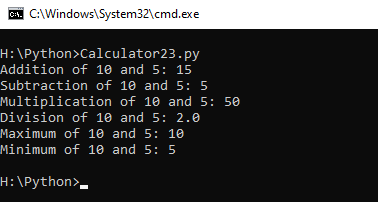 C:\Windows\System32\cmd.exe
H:\Python>Calculator23.py
Addition of 10 and 5: 15
Subtraction of 10 and 5: 5
Multiplication of 10 and 5: 50
Division of 10 and 5: 2.0
Maximum of 10 and 5: 10
Minimum of 10 and 5: 5
H:\Python>